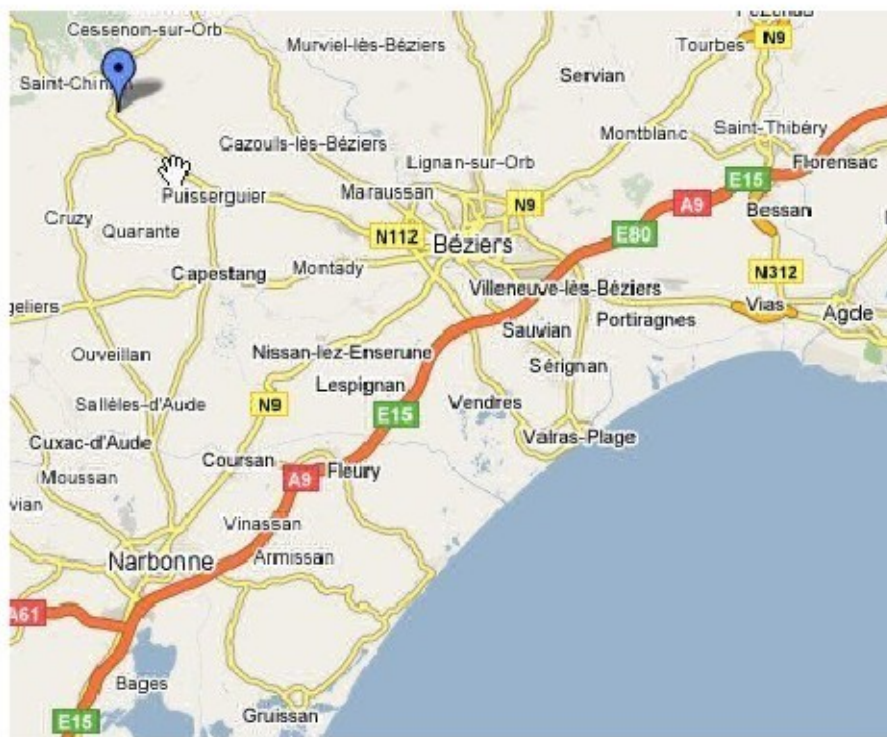 Cessenon-sur-Orb
Murviel-lès-Béziers
Tourbes
N9
Servian
Cazouls-lès-Béziers
Montblanc
Saint-Thibéry
Lignan-sur-Orb
Florensac
Puisserguier
Maraussan
N9
A9
E15
Bessan
Cruzy
Quarante
N112
Béziers
E80
Capestang
Montady
Villeneuve-lès-Béziers
N312
Vias
Agde
Sauvian
Portiragnes
Ouveillan
Nissan-lez-Enserune
Sérignan
Lespignan
Sallèles-d'Aude
N9
E15
Vendres
Valras-Plage
Cuxac-d'Aude
Coursan
Fleury
Moussan
A9
Vinassan
Narbonne
Armissan
A61
Bages
Gruissan
E15